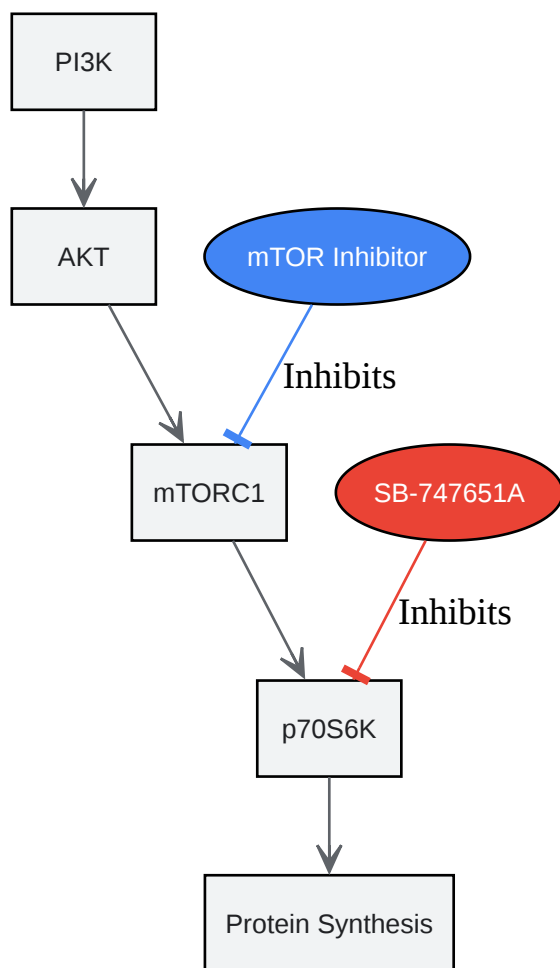 PI3K
AKT
mTOR Inhibitor
Inhibits
mTORC1
SB-747651A
Inhibits
p70S6K
Protein Synthesis